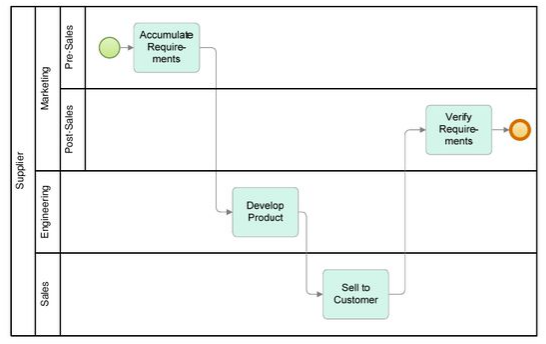 Supplier
Marketing
Pre-Sales
Accumulate
Require-
ments
Post-Sales
Verify
Require-
ments
Engineering
Develop
Product
Sales
Sell to
Customer